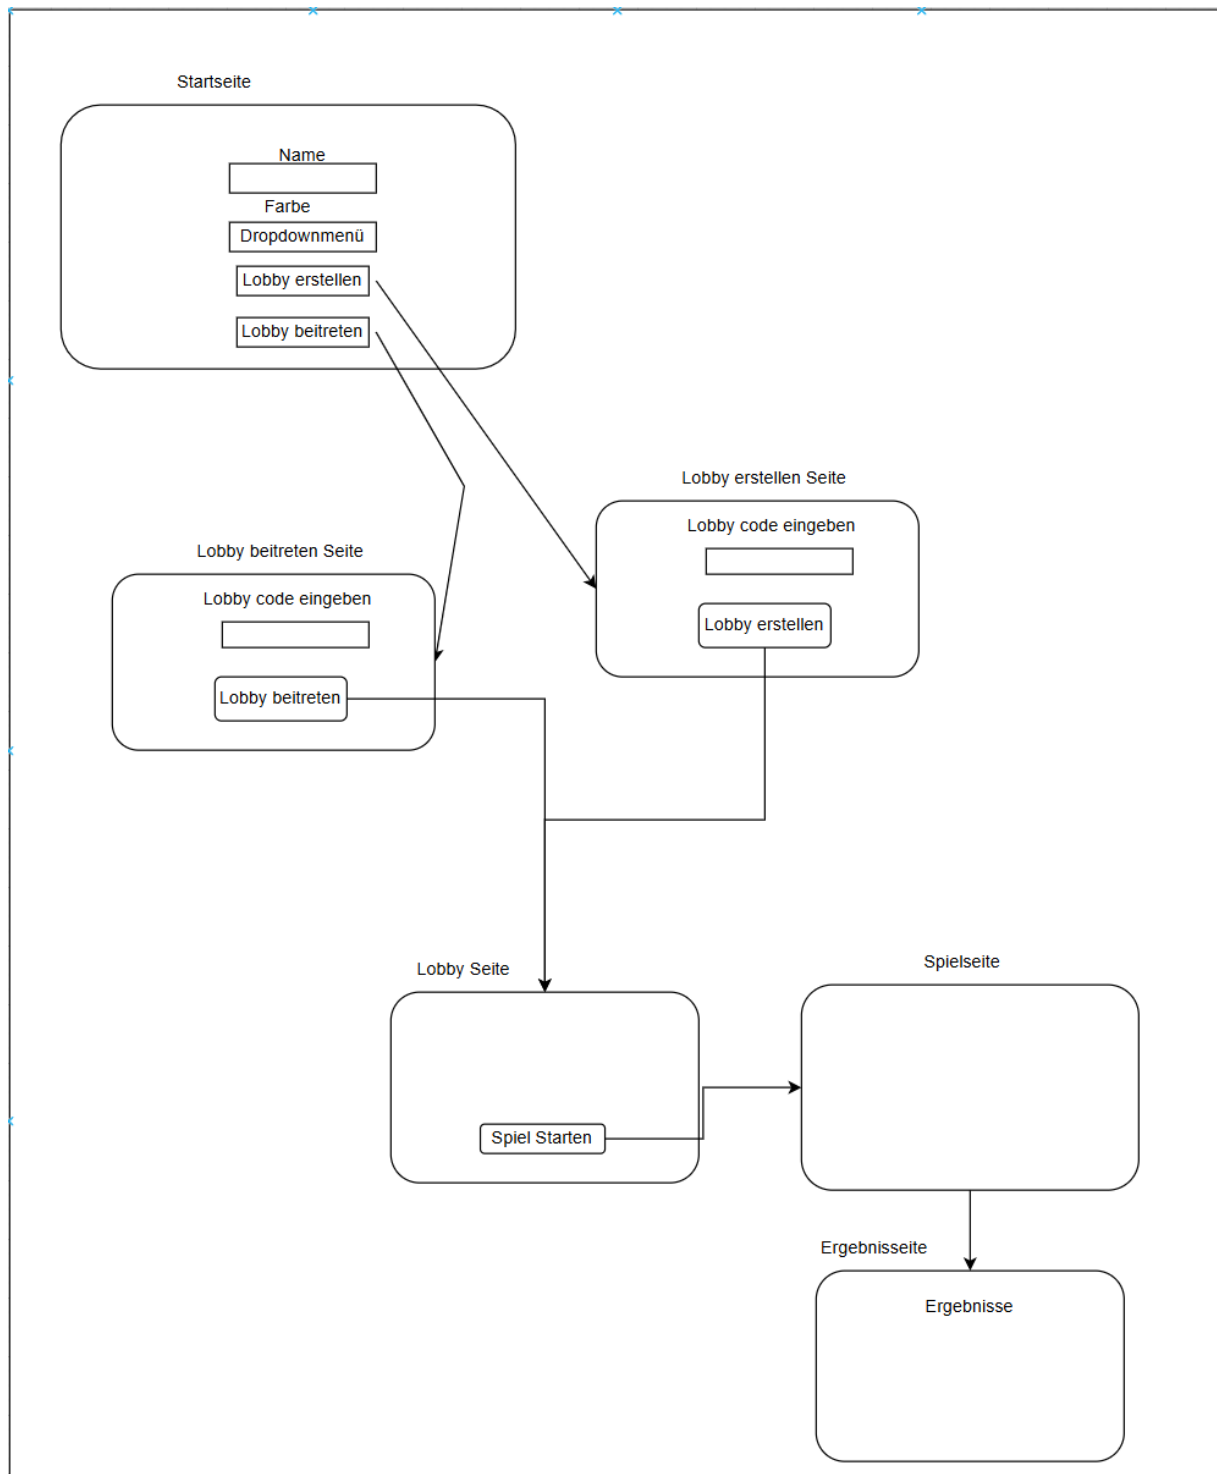 Startseite
Name
Farbe
Dropdownmenü
Lobby erstellen
Lobby beitreten
Lobby erstellen Seite
Lobby code eingeben
Lobby erstellen
Lobby beitreten Seite
Lobby code eingeben
Lobby beitreten
Lobby Seite
Spiel Starten
Spielseite
Ergebnisseite
Ergebnisse